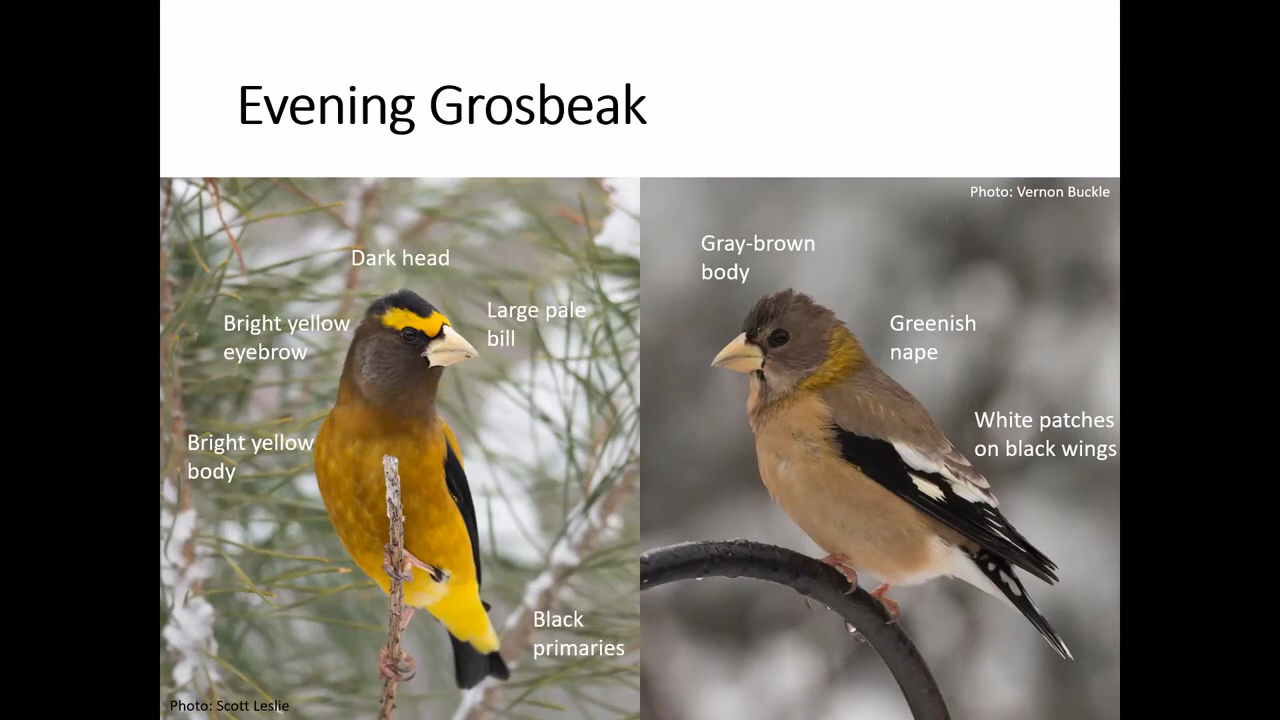 Evening Grosbeak
Photo: Vernon Buckle
Dark head
Large pale
bill
Bright yellow
eyebrow
Bright yellow
body
Black
primaries
Photo: Scott Leslie
Gray-brown
body
Greenish
nape
White patches
on black wings